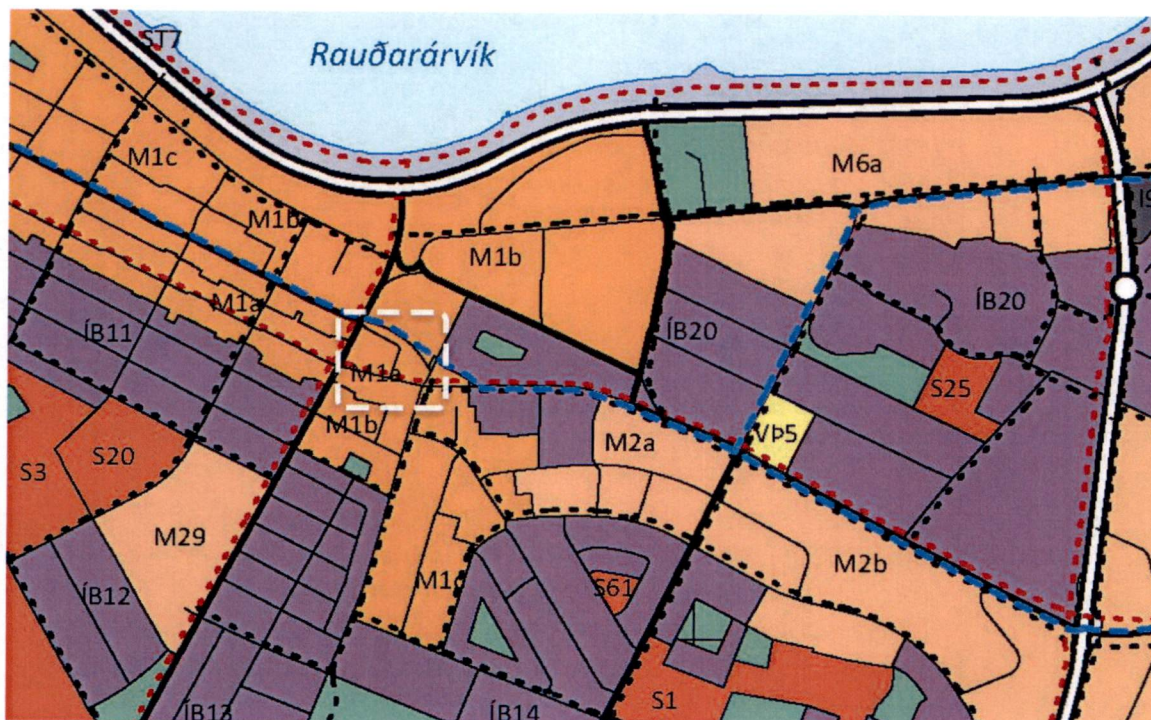 ST7
Rauðarárvík
M1c
M6a
M1b
M1b
M1a
ÍB20
ÍB20
ÍB11
S25
M1a
M1b
VÞ5
M2a
S20
S3
M29
M2b
M1c
S61
ÍB12
S1
ÍB13
ÍB14